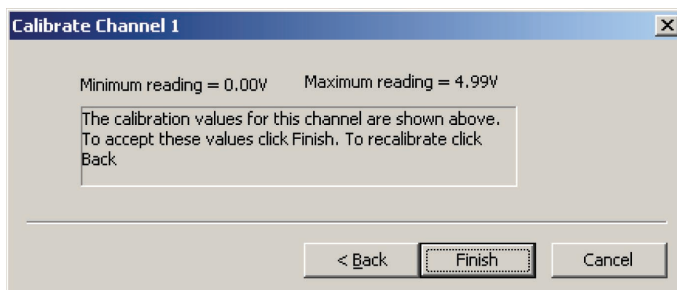 Calibrate Channel 1
Minimum reading = 0.00V Maximum reading = 4.99V
The calibration values for this channel are shown above.
To accept these values click Finish. To recalibrate click
Back
< Back Finish Cancel